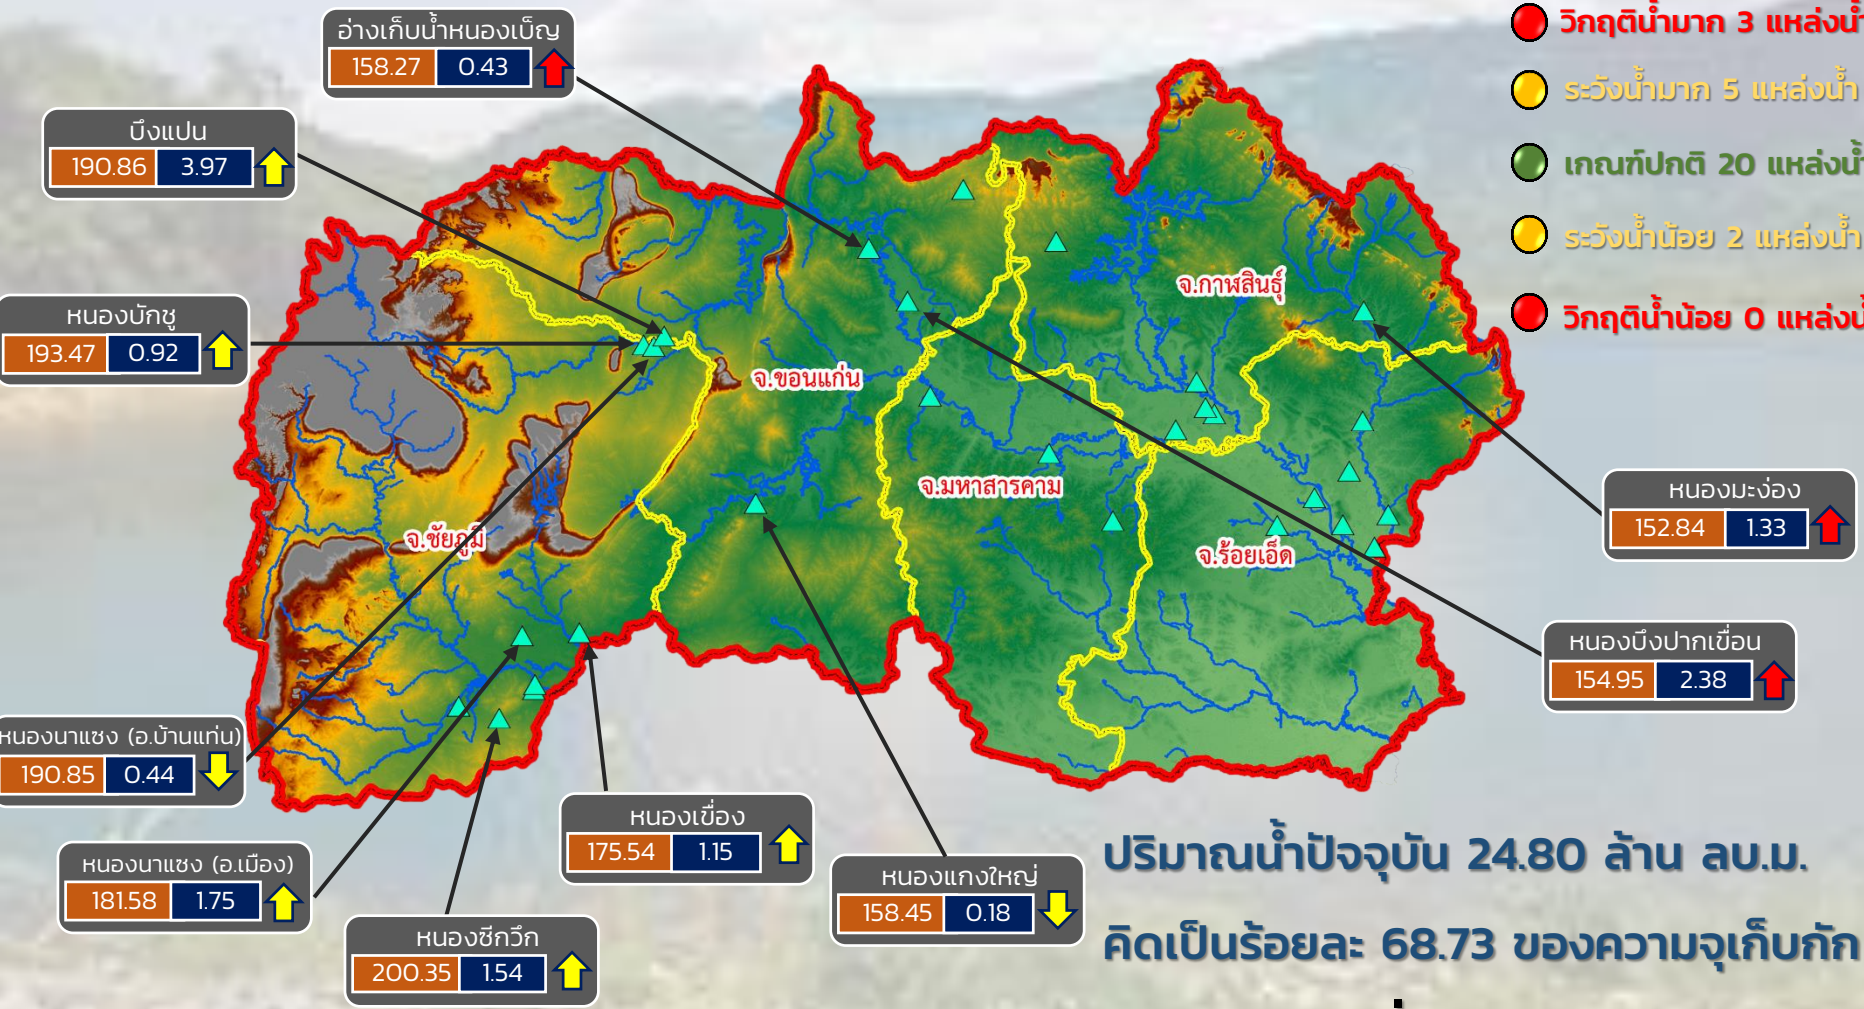 อ่างเก็บน้ำหนองเบ็ญ
158.27 0.43
วิกฤติน้ำมาก 3 แหล่งน้ำ
ระวังน้ำมาก 5 แหล่งน้ำ
เกณฑ์ปกติ 20 แหล่งน้ำ
ระวังน้ำน้อย 2 แหล่งน้ำ
วิกฤติน้ำน้อย 0 แหล่งน้ำ
บึงแปน
190.86 3.97
หนองบักซู
193.47 0.92
จ.กาฬสินธุ์
จ.ขอนแก่น
จ.มหาสารคาม
จ.ชัยภูมิ
จ.ร้อยเอ็ด
หนองมะง่อง
152.84 1.33
หนองบึงปากเขื่อน
154.95 2.38
หนองนาแซง (อ.บ้านแท่น)
190.85 0.44
หนองนาแซง (อ.เมือง)
181.58 1.75
หนองซีกวึก
200.35 1.54
หนองเขื่อง
175.54 1.15
หนองแกงใหญ่
158.45 0.18
ปริมาณน้ำปัจจุบัน 24.80 ล้าน ลบ.ม.
คิดเป็นร้อยละ 68.73 ของความจุเก็บกัก